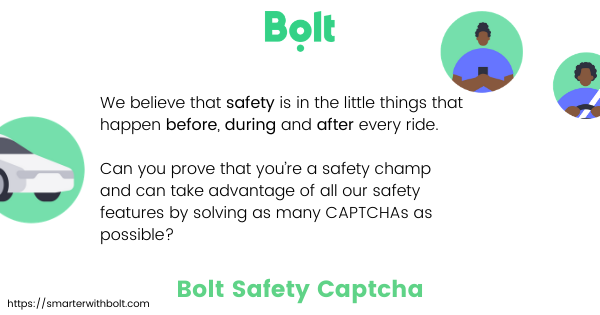 Bolt
We believe that safety is in the little things that
happen before, during and after every ride.
Can you prove that you’re a safety champ
and can take advantage of all our safety
features by solving as many CAPTCHAs as
possible?
Bolt Safety Captcha
https://smarterwithbolt.com